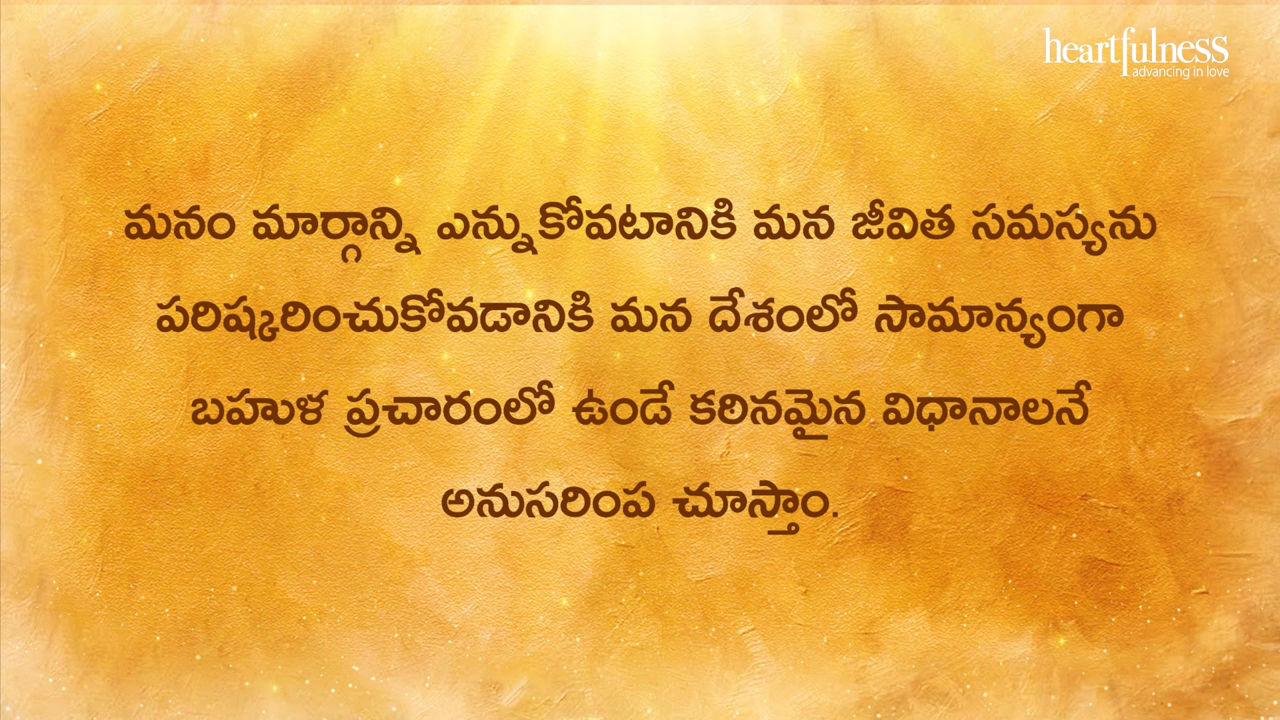 heartfulness
advancing in love
మనం మార్గాన్ని ఎన్నుకోవటానికి మన జీవిత సమస్యను
పరిష్కరించుకోవడానికి మన దేశంలో సామాన్యంగా
బహుళ ప్రచారంలో ఉండే కఠినమైన విధానాలనే
అనుసరింప చూస్తాం.